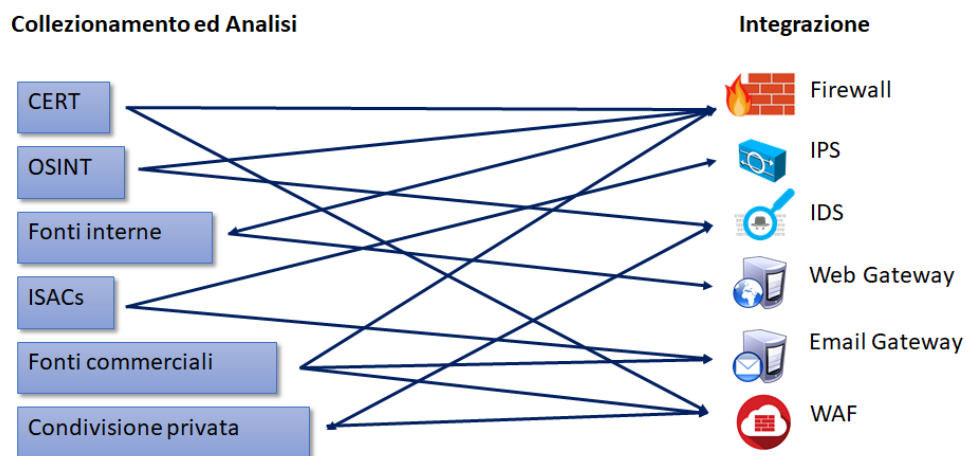 Collezionamento ed Analisi
Integrazione
CERT
OSINT
Fonti interne
ISACs
Fonti commerciali
Condivisione privata
Firewall
IPS
IDS
Web Gateway
Email Gateway
WAF